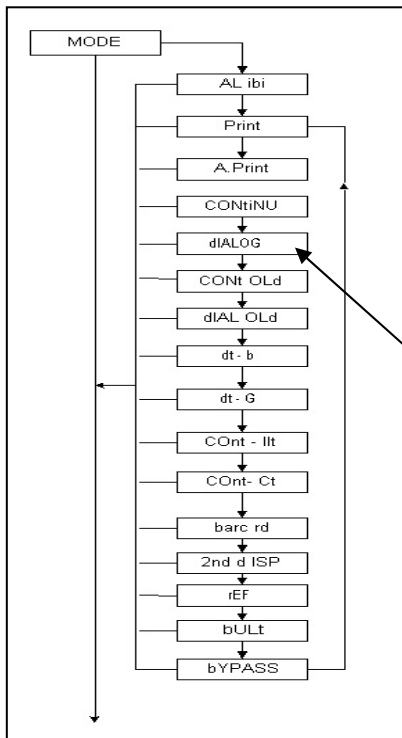 MODE
AL ibi
Print
A.Print
CONtiNU
dIALOG
CONt OLd
dIAL OLd
dt - b
dt - G
COnt - IIt
COnt- Ct
barc rd
2nd d ISP
rEF
bULt
bYPASS